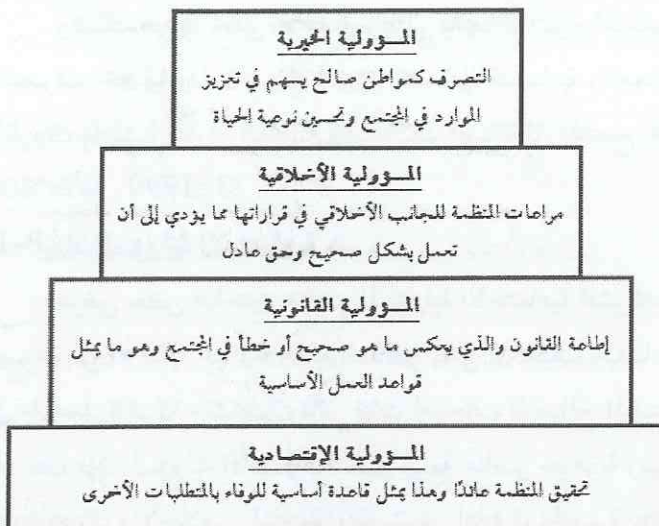 المسؤولية الخيرية
التصرف كمواطن صالح يسهم في تعزيز
الموارد في المجتمع وتحسين نوعية الحياة
المسؤولية الأخلاقية
مراعات المنظمة للجانب الأخلاقي في قراراتها مما يؤدي إلى أن
تعمل بشكل صحيح وحق عادل
المسؤولية القانونية
إطاعة القانون والذي يعكس ما هو صحيح أو خطأ في المجتمع وهو ما يمثل
قواعد العمل الأساسية
المسؤولية الإقتصادية
تحقيق المنظمة عائدًا وهذا يمثل قاعدة أساسية للوفاء بالمتطلبات الأخرى